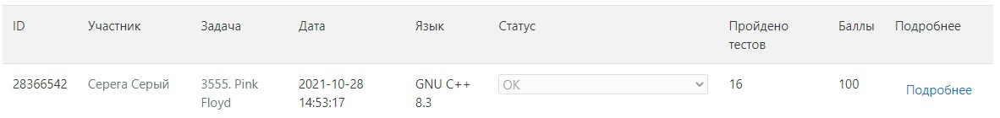 ID Участник Задача Дата Язык Статус Пройдено тестов Баллы Подробнее
28366542 Серега Серый 3555. Pink Floyd 2021-10-28 14:53:17 GNU C++ 8.3 OK 16 100 Подробнее